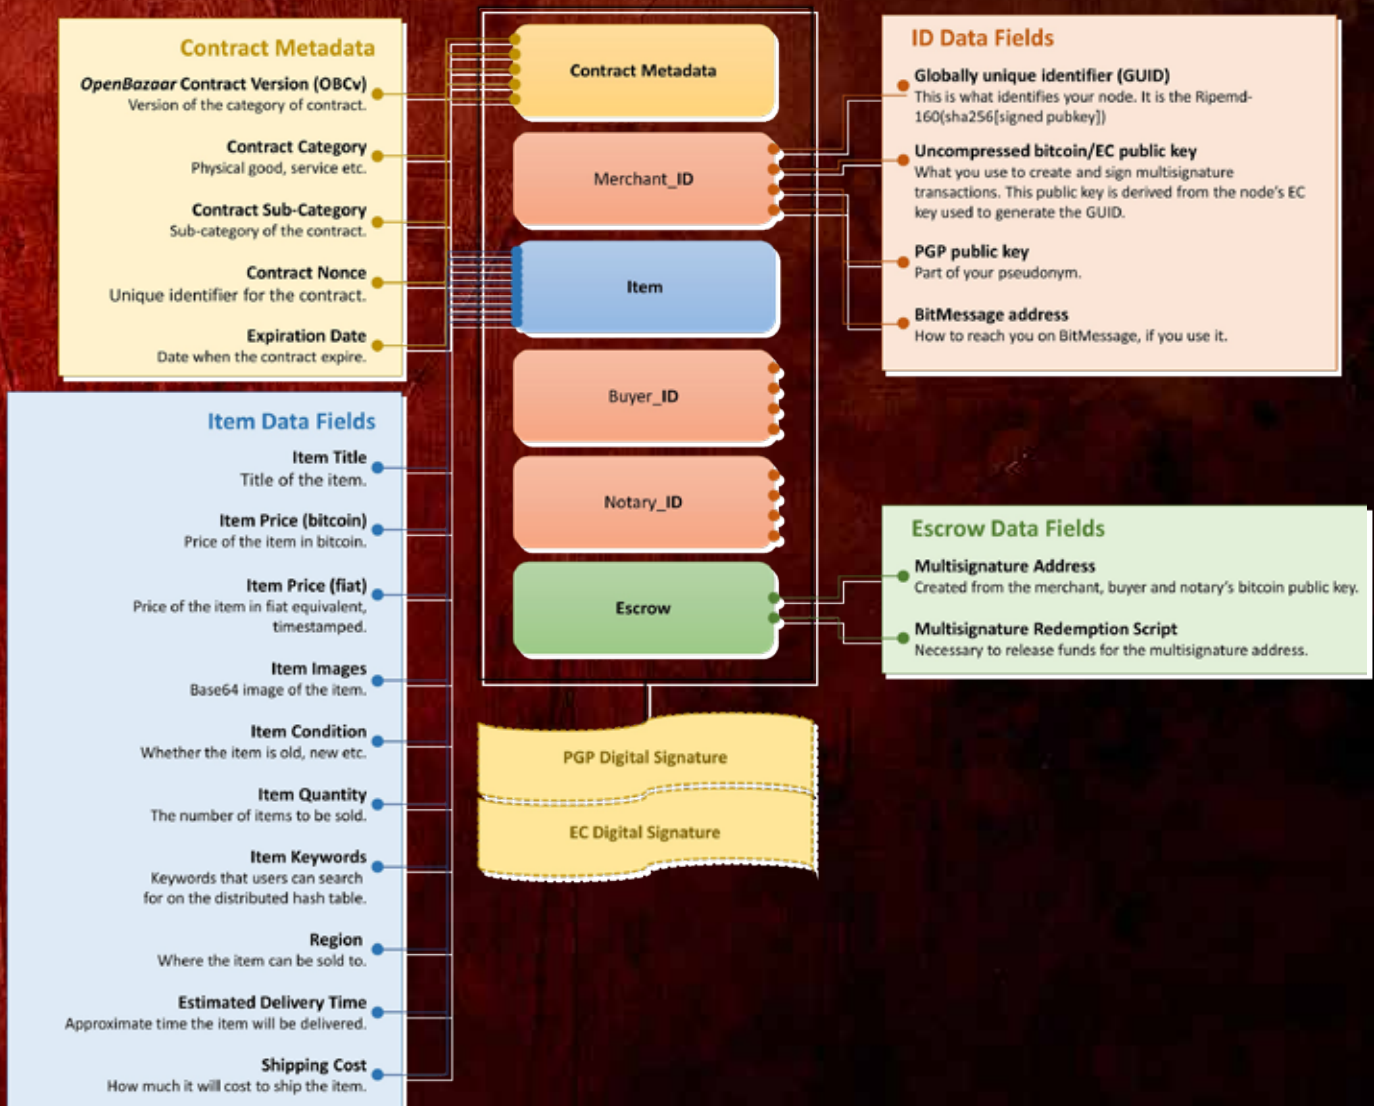 Contract Metadata
OpenBazaar Contract Version (OBCv)
Version of the category of contract.
Contract Category
Physical good, service etc.
Contract Sub-Category
Sub-category of the contract.
Contract Nonce
Unique identifier for the contract.
Expiration Date
Date when the contract expire.
Item Data Fields
Item Title
Title of the item.
Item Price (bitcoin)
Price of the item in bitcoin.
Item Price (fiat)
Price of the item in fiat equivalent,
timestamped.
Item Images
Base64 image of the item.
Item Condition
Whether the item is old, new etc.
Item Quantity
The number of items to be sold.
Item Keywords
Keywords that users can search
for on the distributed hash table.
Region
Where the item can be sold to.
Estimated Delivery Time
Approximate time the item will be delivered.
Shipping Cost
How much it will cost to ship the item.
Contract Metadata
Merchant_ID
Item
Buyer_ID
Notary_ID
Escrow
PGP Digital Signature
EC Digital Signature
ID Data Fields
Globally unique identifier (GUID)
This is what identifies your node. It is the Ripemd-
160(sha256[signed pubkey])
Uncompressed bitcoin/EC public key
What you use to create and sign multisignature
transactions. This public key is derived from the node's EC
key used to generate the GUID.
PGP public key
Part of your pseudonym.
BitMessage address
How to reach you on BitMessage, if you use it.
Escrow Data Fields
Multisignature Address
Created from the merchant, buyer and notary's bitcoin public key.
Multisignature Redemption Script
Necessary to release funds for the multisignature address.